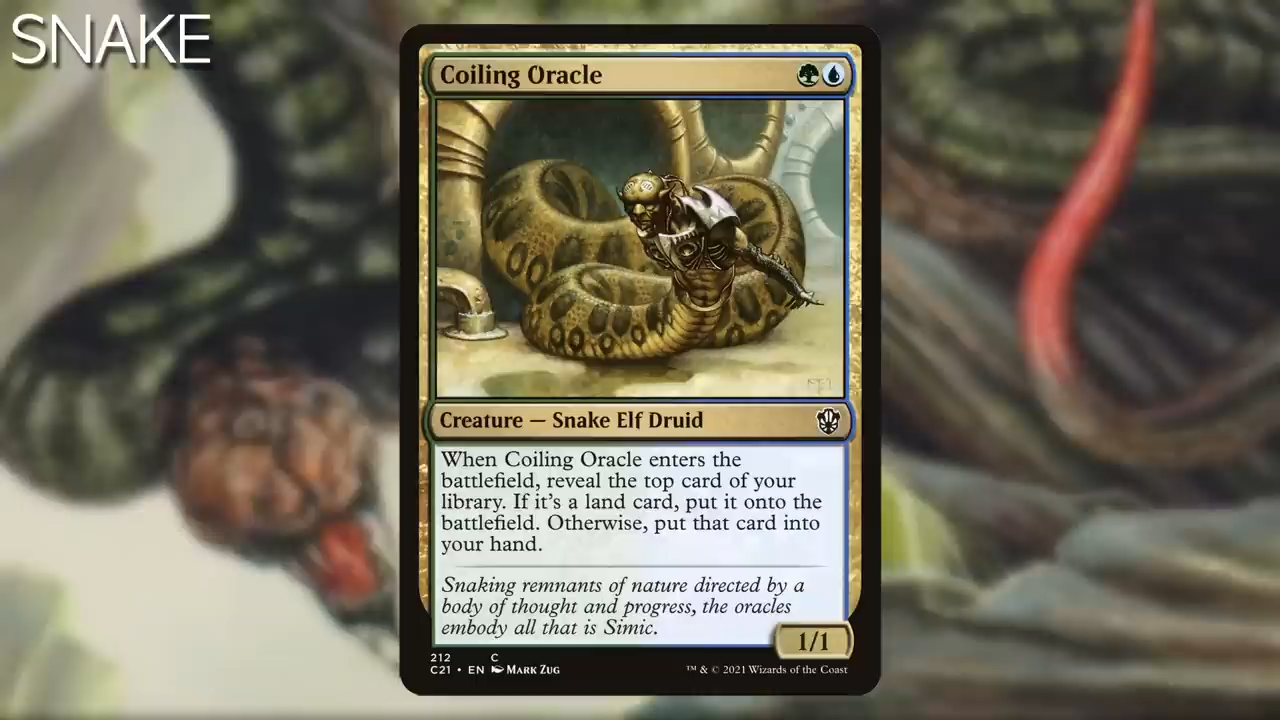 SNAKE
Coiling Oracle
Creature — Snake Elf Druid
When Coiling Oracle enters the
battlefield, reveal the top card of your
library. If it's a land card, put it onto the
battlefield. Otherwise, put that card into
your hand.
Snaking remnants of nature directed by a
body of thought and progress, the oracles
embody all that is Simic.
1/1
212 C
C21 • EN MARK ZUG
™ & © 2021 Wizards of the Coast